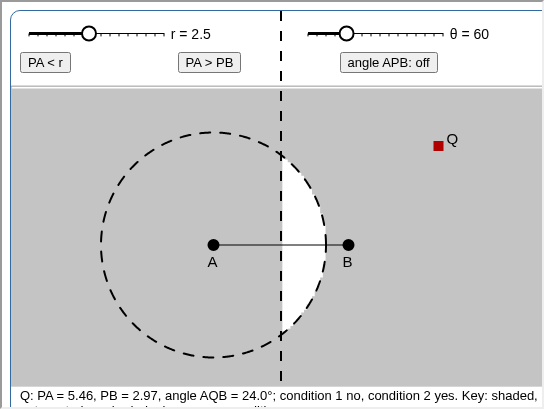 r = 2.5
θ = 60
PA < r
PA > PB
angle APB: off
Q
A
B
Q: PA = 5.46, PB = 2.97, angle AQB = 24.0°; condition 1 no, condition 2 yes. Key: shaded,